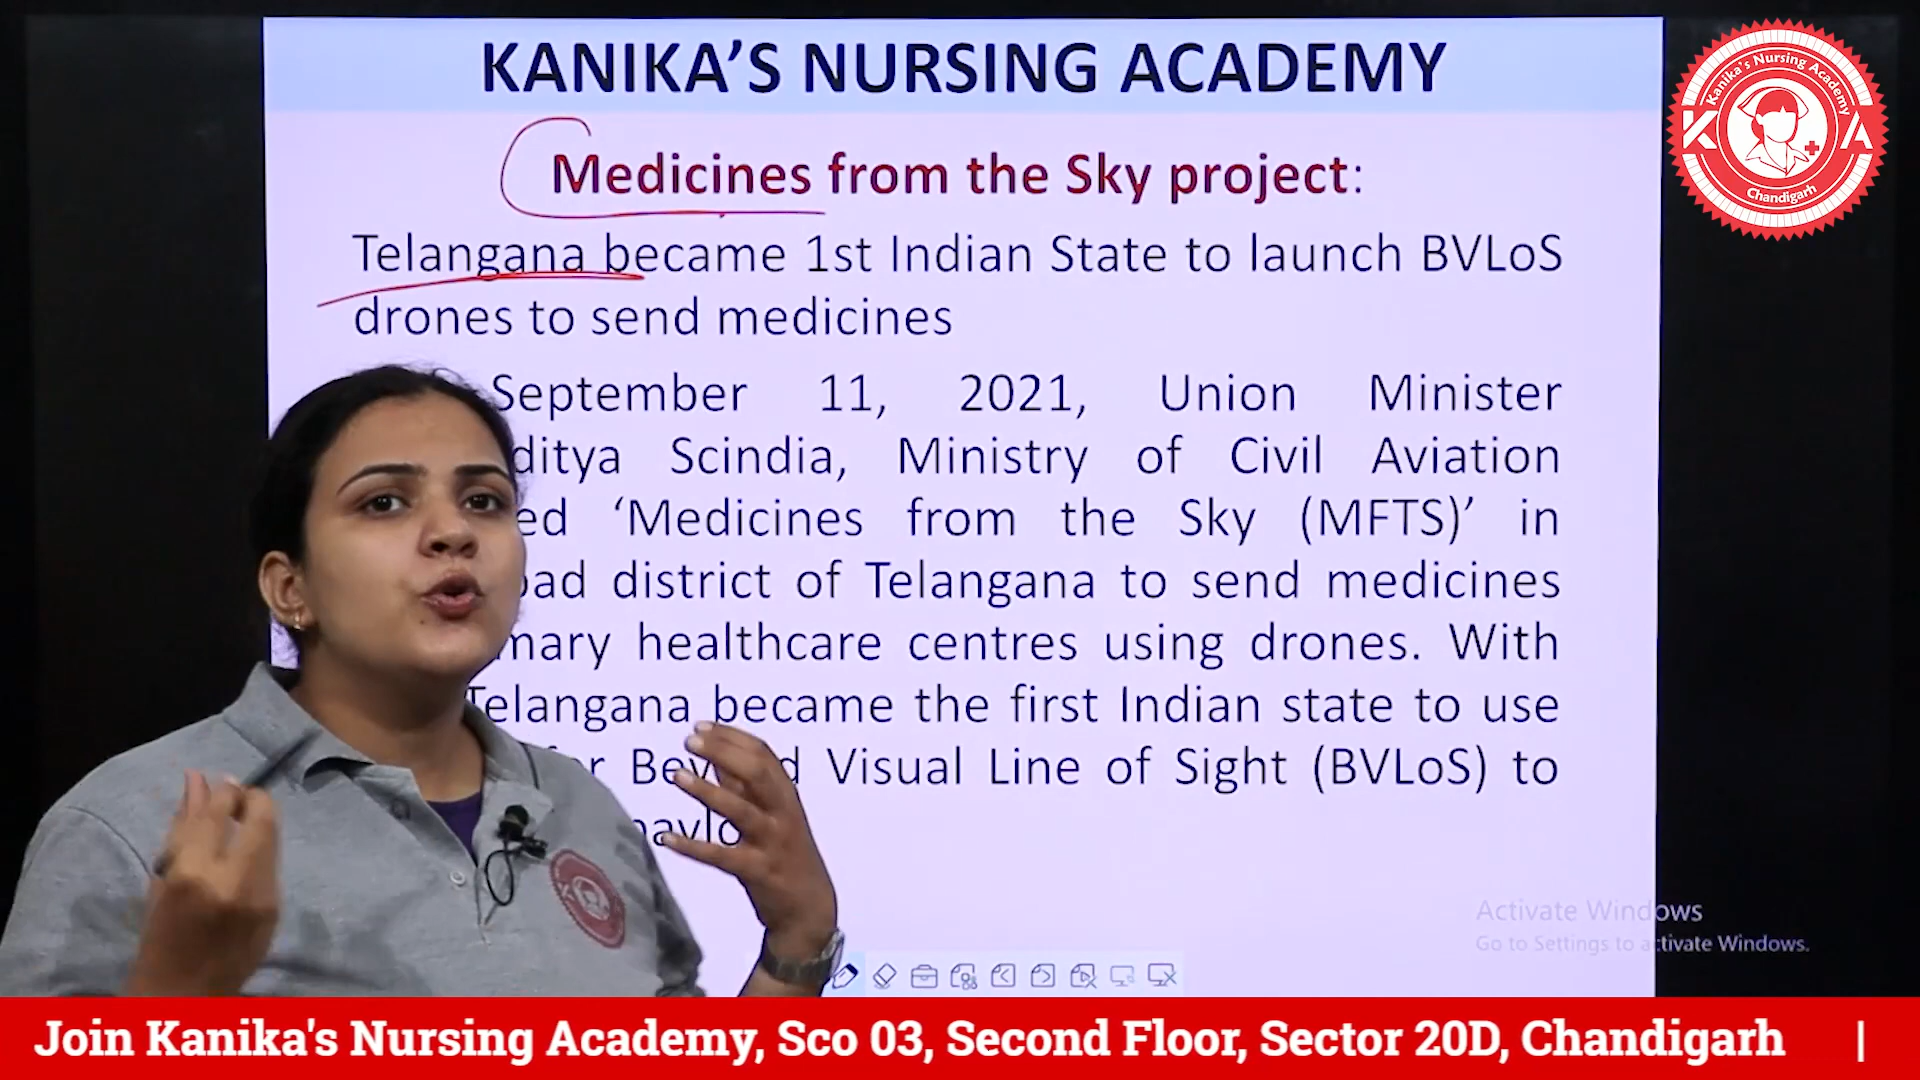 KANIKA'S NURSING ACADEMY
Medicines from the Sky project:
Telangana became 1st Indian State to launch BVLoS
drones to send medicines
September 11, 2021, Union Minister
Scindia, Ministry of Civil Aviation
'Medicines from the Sky (MFTS)' in
district of Telangana to send medicines
healthcare centres using drones. With
Telangana became the first Indian state to use
Visual Line of Sight (BVLoS) to
Kanika's Nursing Academy
K A
Chandigarh
Activate Windows
Go to Settings to activate Windows.
Join Kanika's Nursing Academy, Sco 03, Second Floor, Sector 20D, Chandigarh |